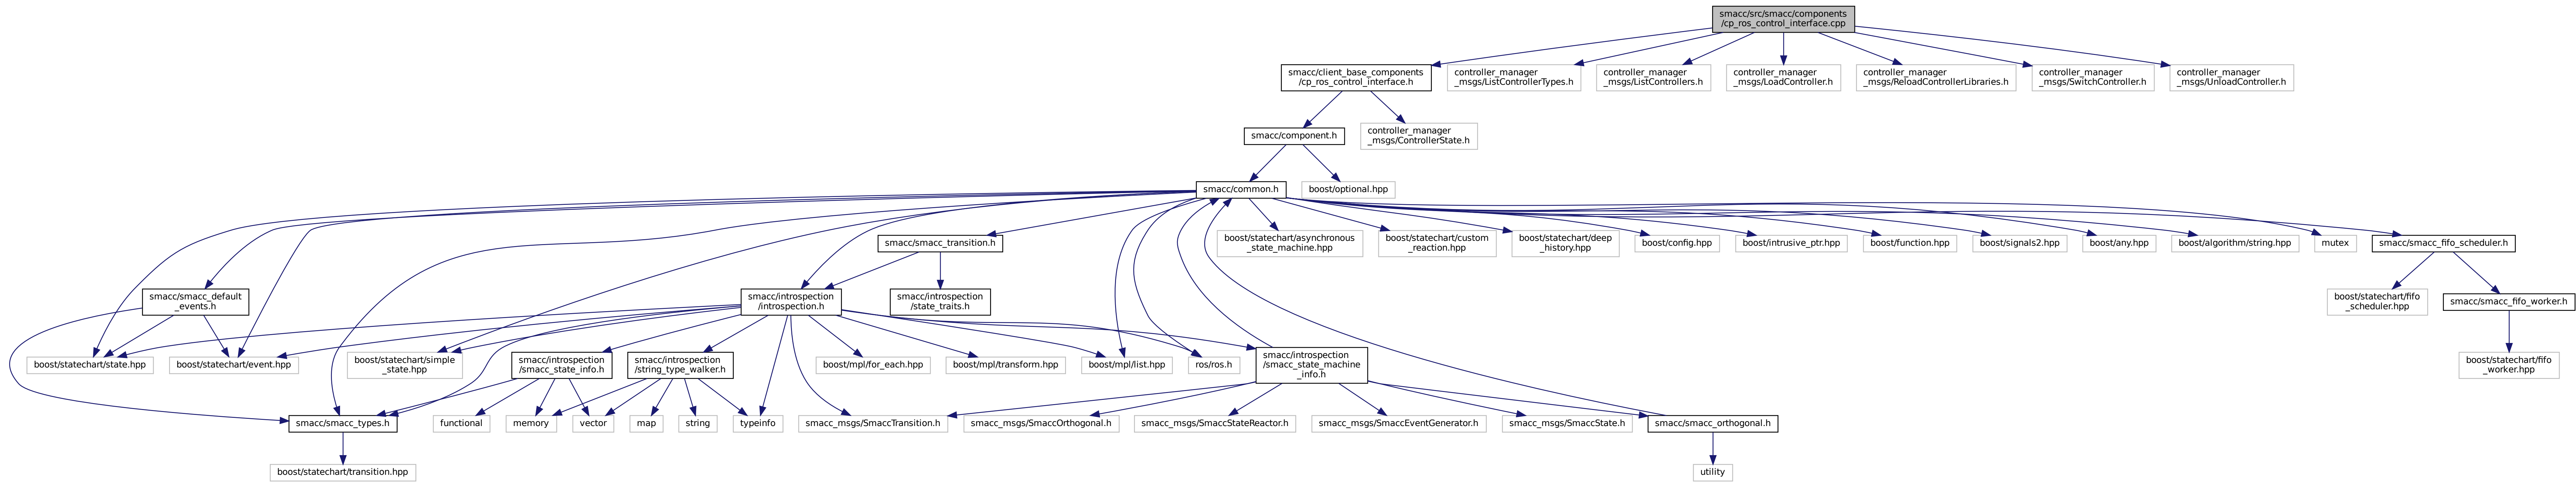 smacc/src/smacc/components
/cp_ros_control_interface.cpp
smacc/client_base_components
/cp_ros_control_interface.h
controller_manager
_msgs/ListControllerTypes.h
controller_manager
_msgs/ListControllers.h
controller_manager
_msgs/LoadController.h
controller_manager
_msgs/ReloadControllerLibraries.h
controller_manager
_msgs/SwitchController.h
controller_manager
_msgs/UnloadController.h
smacc/component.h
controller_manager
_msgs/ControllerState.h
smacc/common.h
boost/optional.hpp
smacc/smacc_transition.h
boost/statechart/asynchronous
_state_machine.hpp
boost/statechart/custom
_reaction.hpp
boost/statechart/deep
_history.hpp
boost/config.hpp
boost/intrusive_ptr.hpp
boost/function.hpp
boost/signals2.hpp
boost/any.hpp
boost/algorithm/string.hpp
mutex
smacc/smacc_fifo_scheduler.h
smacc/smacc_default
_events.h
smacc/introspection
/introspection.h
smacc/introspection
/state_traits.h
boost/statechart/fifo
_scheduler.hpp
smacc/smacc_fifo_worker.h
boost/statechart/state.hpp
boost/statechart/event.hpp
boost/statechart/simple
_state.hpp
smacc/introspection
/smacc_state_info.h
smacc/introspection
/string_type_walker.h
boost/mpl/for_each.hpp
boost/mpl/transform.hpp
boost/mpl/list.hpp
ros/ros.h
smacc/introspection
/smacc_state_machine
_info.h
boost/statechart/fifo
_worker.hpp
smacc/smacc_types.h
functional
memory
vector
map
string
typeinfo
smacc_msgs/SmaccTransition.h
smacc_msgs/SmaccOrthogonal.h
smacc_msgs/SmaccStateReactor.h
smacc_msgs/SmaccEventGenerator.h
smacc_msgs/SmaccState.h
smacc/smacc_orthogonal.h
boost/statechart/transition.hpp
utility